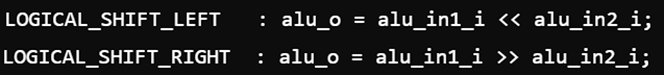 LOGICAL_SHIFT_LEFT   : alu_o = alu_in1_i << alu_in2_i;
LOGICAL_SHIFT_RIGHT  : alu_o = alu_in1_i >> alu_in2_i;